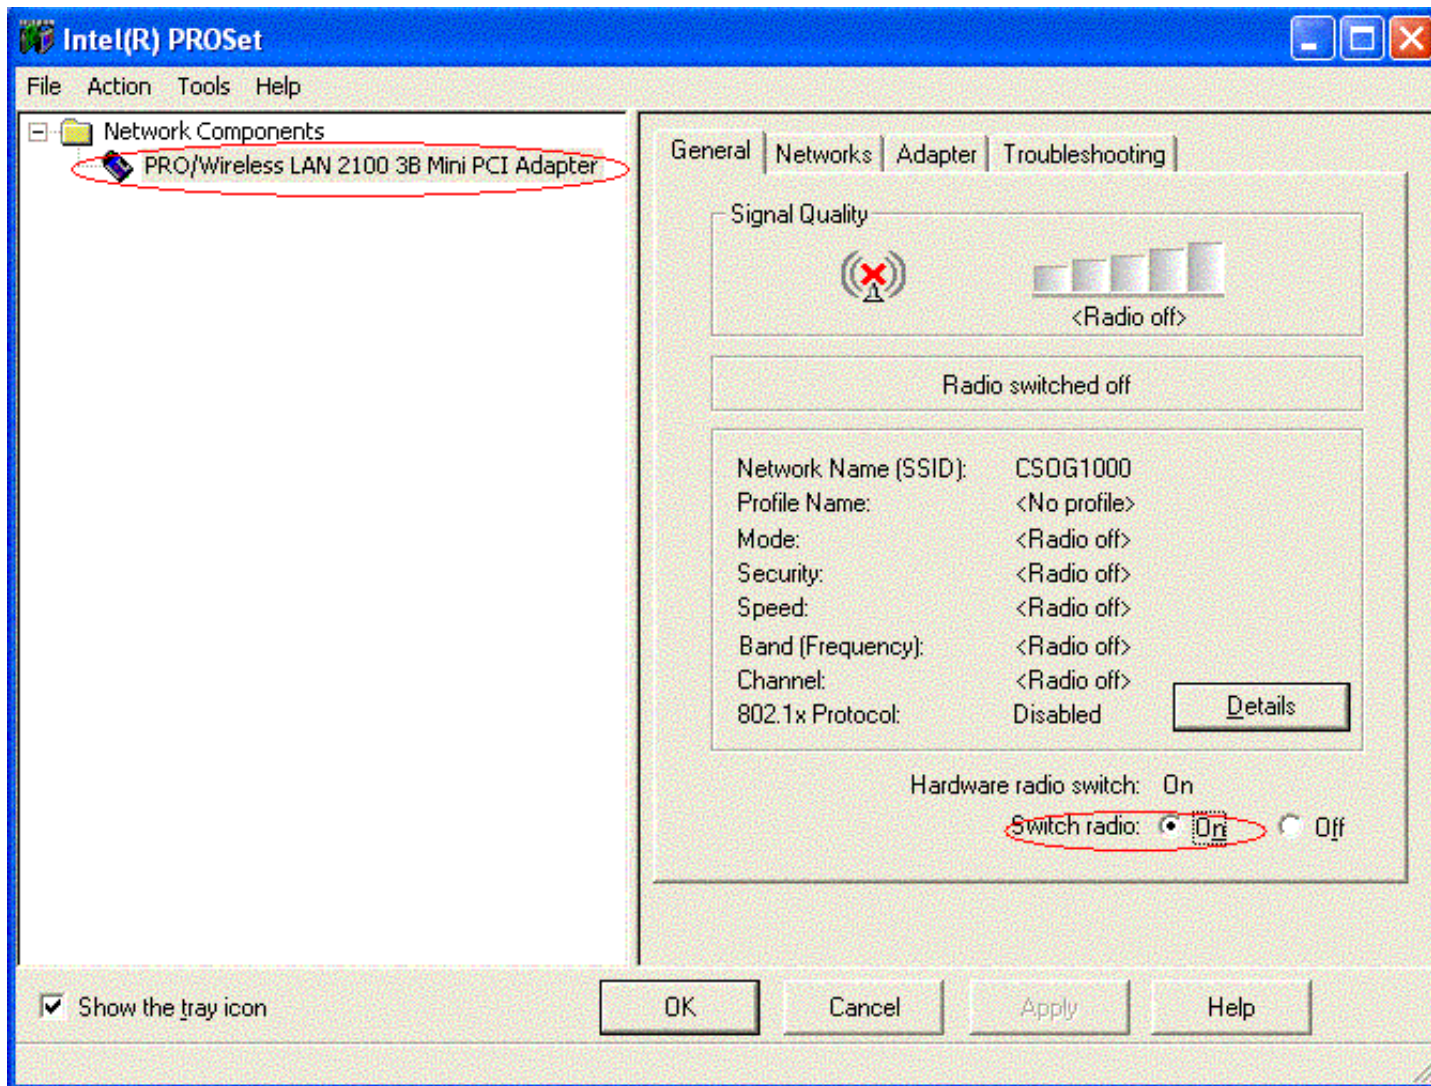 Intel(R) PROSet
File Action Tools Help
Network Components
PRO/Wireless LAN 2100 3B Mini PCI Adapter
General Networks Adapter Troubleshooting
Signal Quality
<Radio off>
Radio switched off
Network Name (SSID): CSOG1000
Profile Name: <No profile>
Mode: <Radio off>
Security: <Radio off>
Speed: <Radio off>
Band (Frequency): <Radio off>
Channel: <Radio off>
802.1x Protocol: Disabled
Details
Hardware radio switch: On
Switch radio: On Off
Show the tray icon
OK Cancel Apply Help